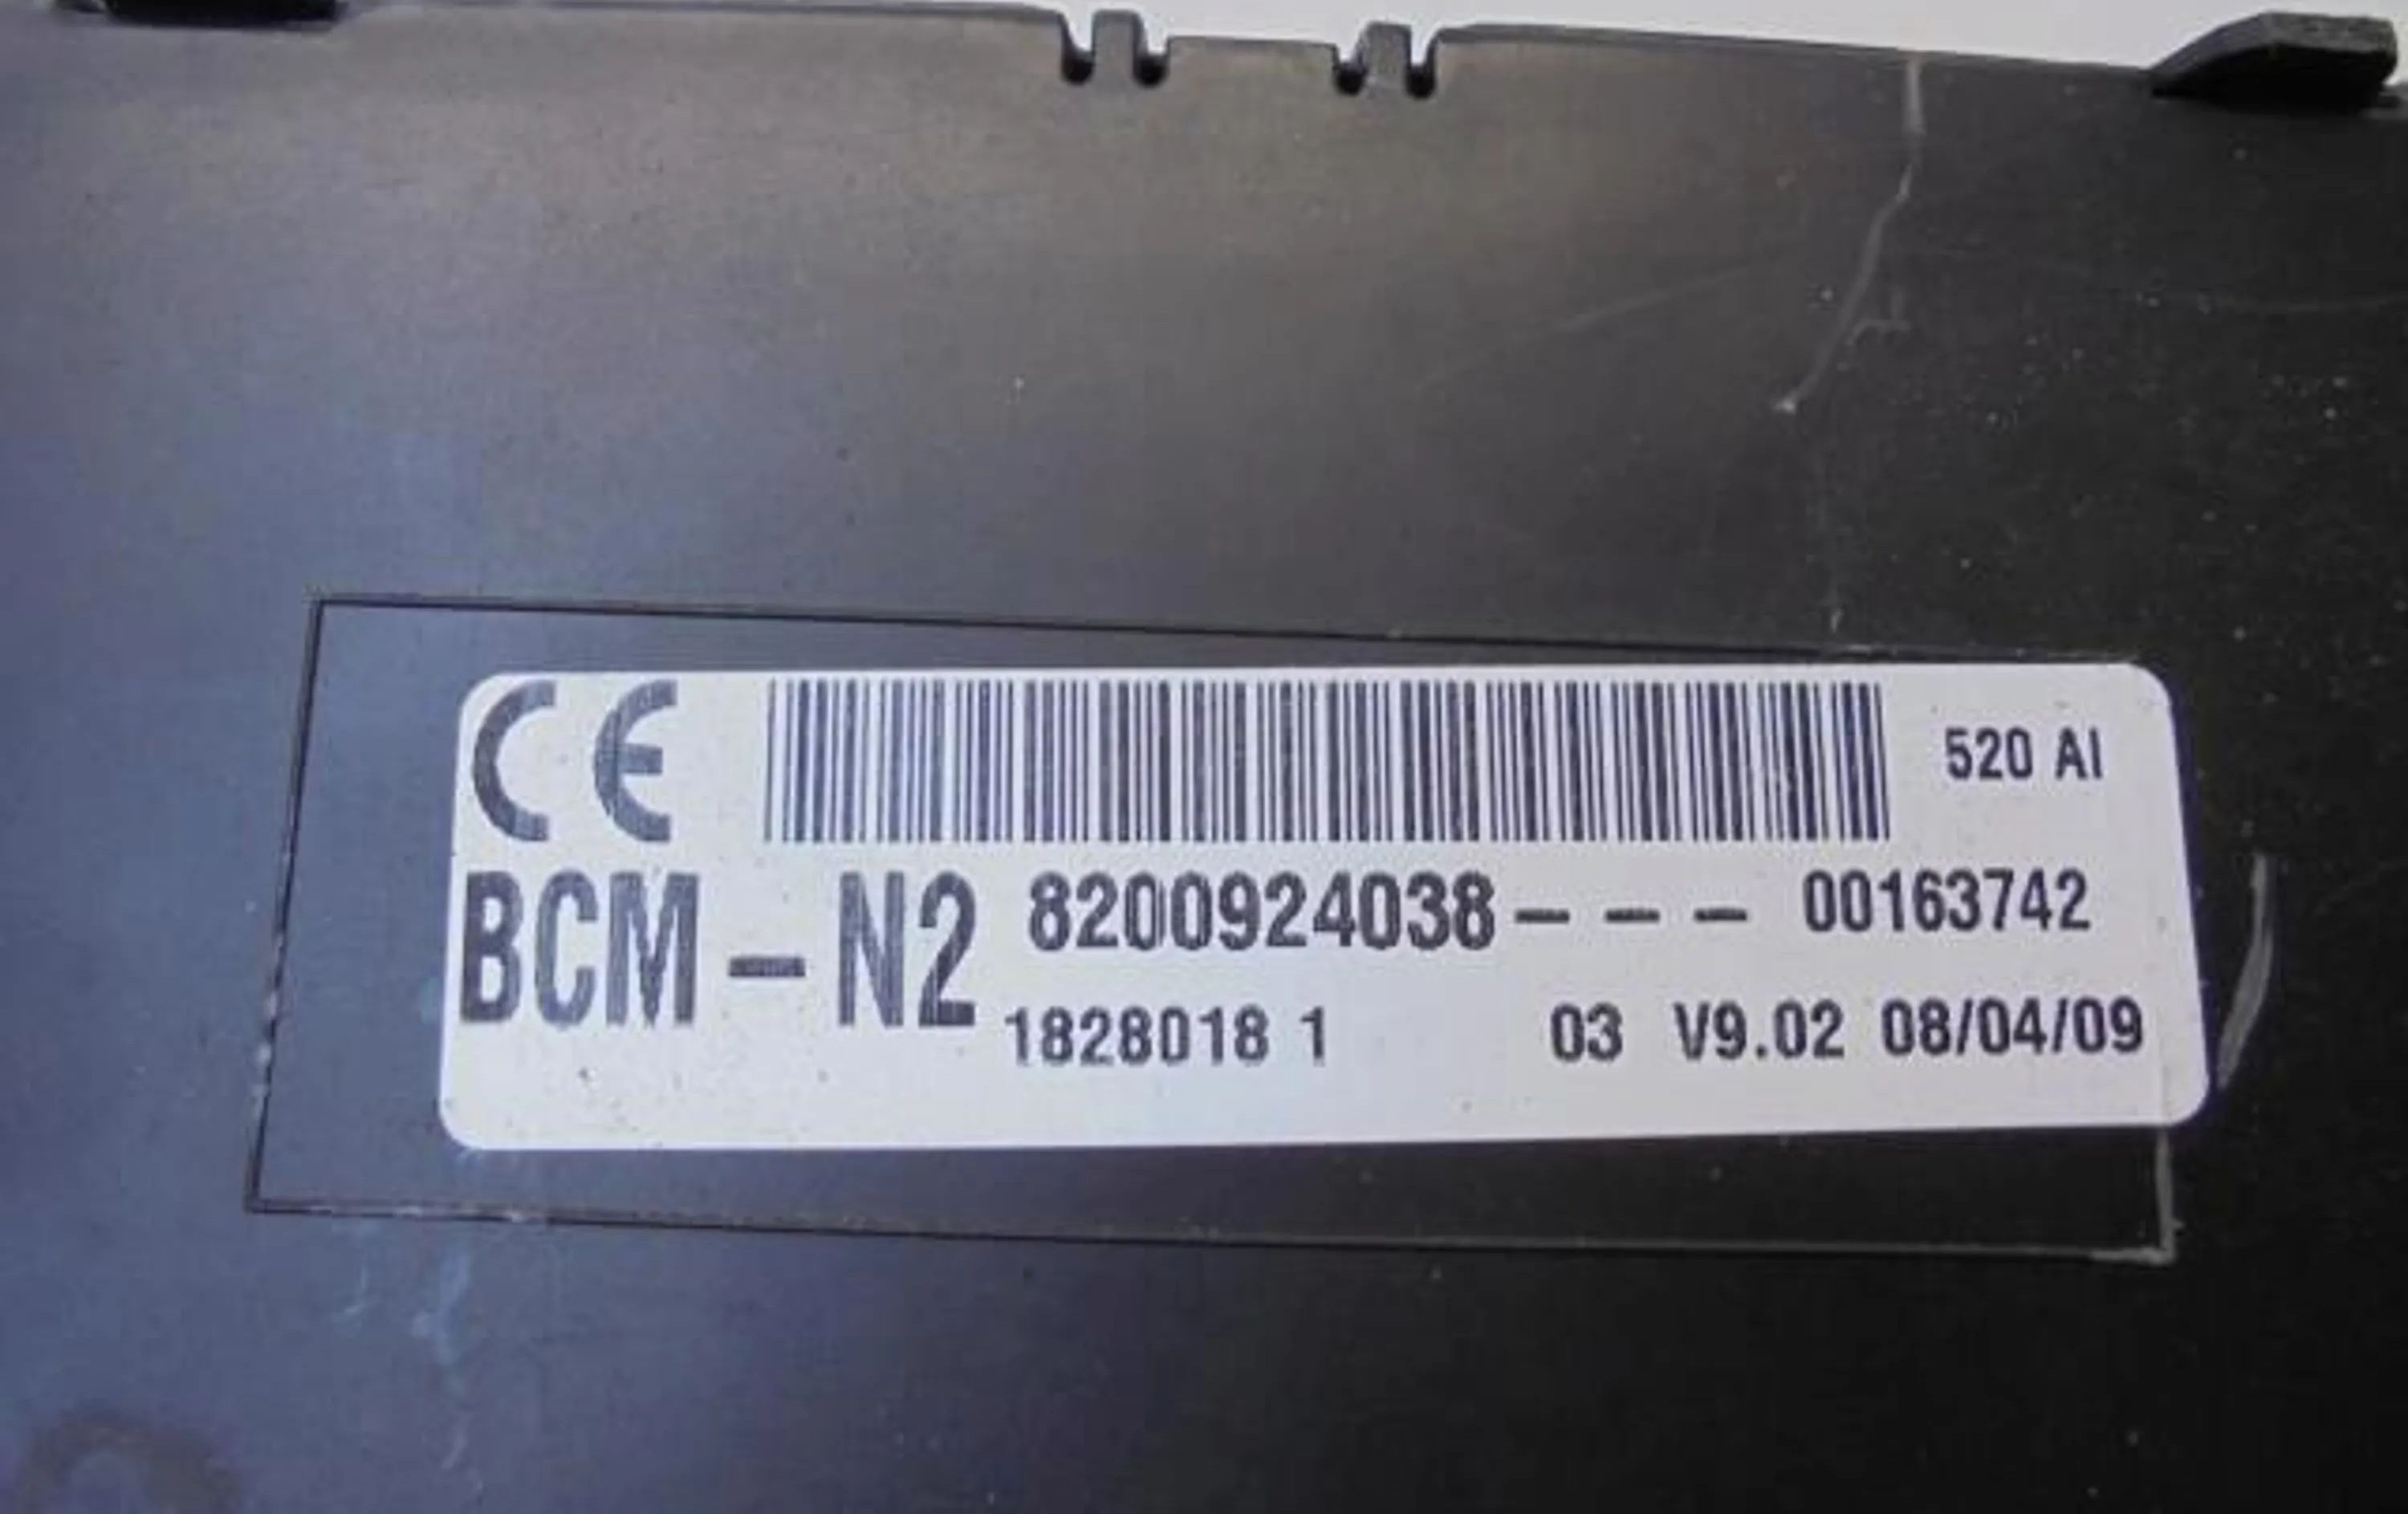 CE 520 AI
BCM - N2 8200924038 - - - 00163742
1828018 1 03 V9.02 08/04/09